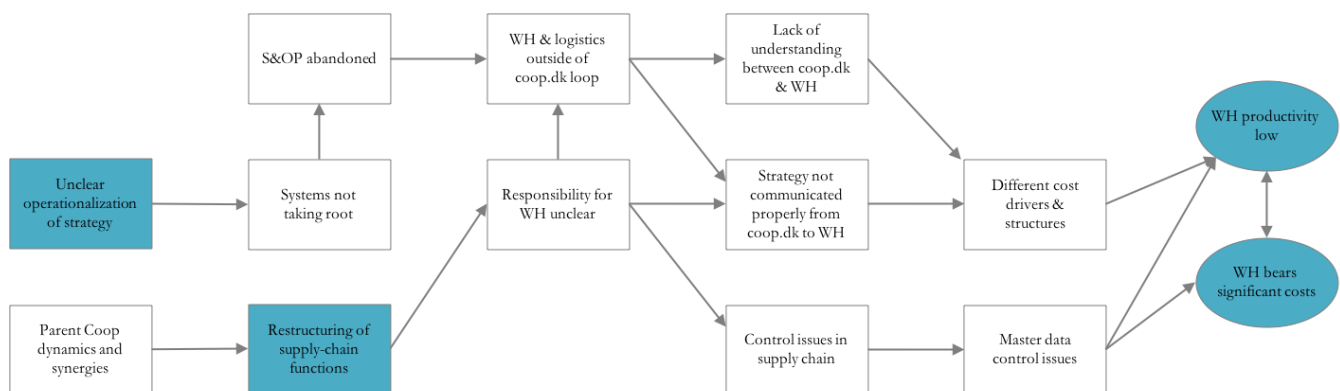 S&OP abandoned
WH & logistics
outside of
coop.dk loop
Lack of
understanding
between coop.dk
& WH
WH productivity
low
Unclear
operationalization
of strategy
Systems not
taking root
Responsibility for
WH unclear
Strategy not
communicated
properly from
coop.dk to WH
Different cost
drivers &
structures
WH bears
significant costs
Parent Coop
dynamics and
synergies
Restructuring of
supply-chain
functions
Control issues in
supply chain
Master data
control issues